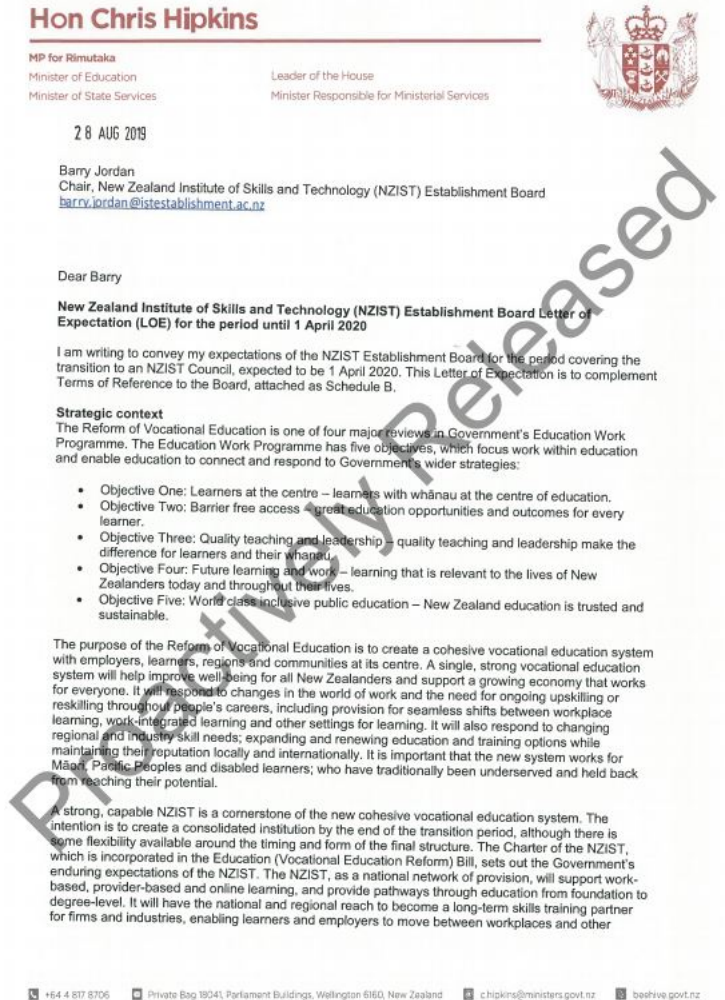 Hon Chris Hipkins
MP for Rimutaka
Minister of Education
Leader of the House
Minister of State Services
Minister Responsible for Ministerial Services
28 AUG 2019
Barry Jordan
Chair, New Zealand Institute of Skills and Technology (NZIST) Establishment Board
barry.jordan@istestablishment.ac.nz
Dear Barry
New Zealand Institute of Skills and Technology (NZIST) Establishment Board Letter of
Expectation (LOE) for the period until 1 April 2020
I am writing to convey my expectations of the NZIST Establishment Board for the period covering the
transition to an NZIST Council, expected to be 1 April 2020. This Letter of Expectation is to complement
Terms of Reference to the Board, attached as Schedule B.
Strategic context
The Reform of Vocational Education is one of four major reviews in Government's Education Work
Programme. The Education Work Programme has five objectives, which focus work within education
and enable education to connect and respond to Government's wider strategies:
• Objective One: Learners at the centre – learners with whānau at the centre of education.
• Objective Two: Barrier free access – great education opportunities and outcomes for every
learner.
• Objective Three: Quality teaching and leadership – quality teaching and leadership make the
difference for learners and their whanau.
• Objective Four: Future learning and work – learning that is relevant to the lives of New
Zealanders today and throughout their lives.
• Objective Five: World class inclusive public education – New Zealand education is trusted and
sustainable.
The purpose of the Reform of Vocational Education is to create a cohesive vocational education system
with employers, learners, regions and communities at its centre. A single, strong vocational education
system will help improve well-being for all New Zealanders and support a growing economy that works
for everyone. It will respond to changes in the world of work and the need for ongoing upskilling or
reskilling throughout people's careers, including provision for seamless shifts between workplace
learning, work-integrated learning and other settings for learning. It will also respond to changing
regional and industry skill needs; expanding and renewing education and training options while
maintaining their reputation locally and internationally. It is important that the new system works for
Māori, Pacific Peoples and disabled learners; who have traditionally been underserved and held back
from reaching their potential.
A strong, capable NZIST is a cornerstone of the new cohesive vocational education system. The
intention is to create a consolidated institution by the end of the transition period, although there is
some flexibility available around the timing and form of the final structure. The Charter of the NZIST,
which is incorporated in the Education (Vocational Education Reform) Bill, sets out the Government's
enduring expectations of the NZIST. The NZIST, as a national network of provision, will support work-
based, provider-based and online learning, and provide pathways through education from foundation to
degree-level. It will have the national and regional reach to become a long-term skills training partner
for firms and industries, enabling learners and employers to move between workplaces and other
Proactively Released
+64 4 817 8706
Private Bag 18041, Parliament Buildings, Wellington 6160, New Zealand
c.hipkins@ministers.govt.nz
beehive.govt.nz